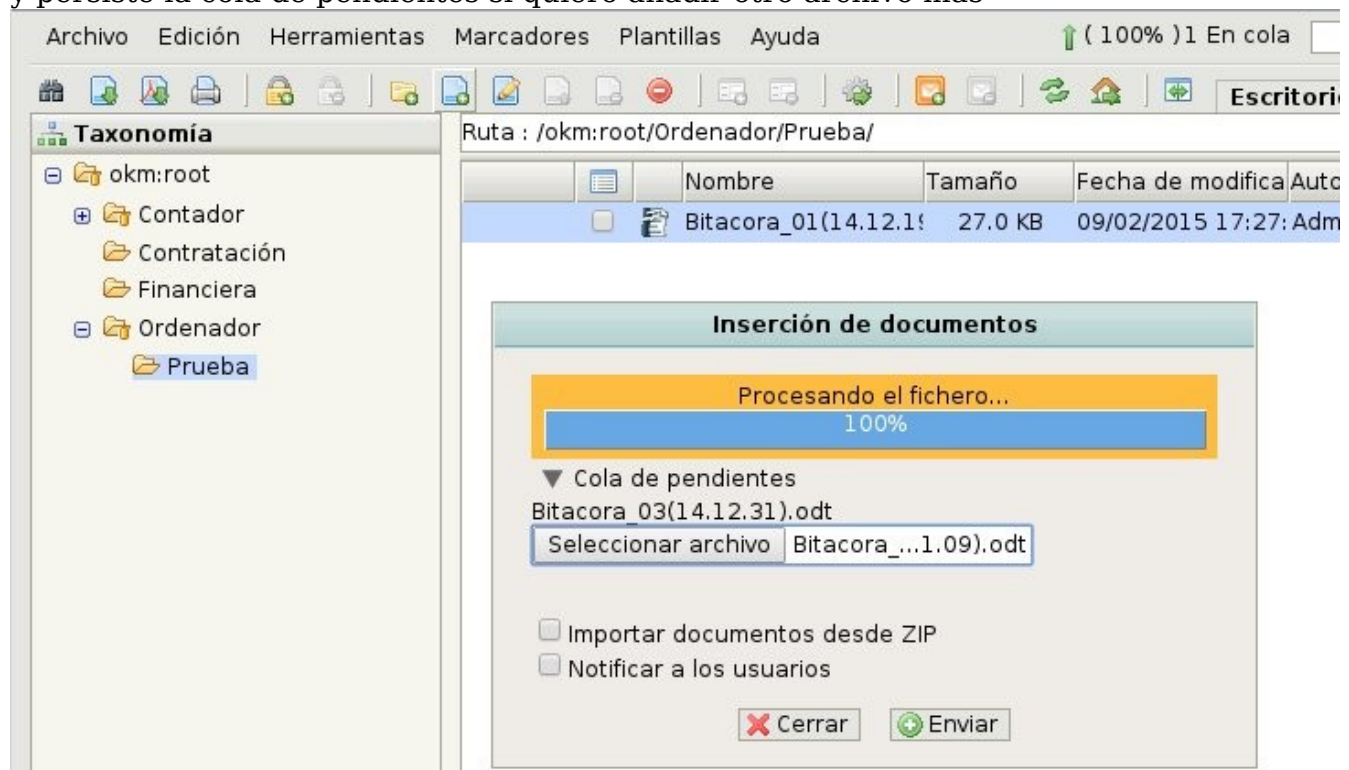 y persiste la cola de pendientes si quiero añadir otro archivo más
Archivo Edición Herramientas Marcadores Plantillas Ayuda ( 100% )1 En cola
Escritori
Taxonomía
Ruta : /okm:root/Ordenador/Prueba/
okm:root
Nombre Tamaño Fecha de modifica Auto
Contador
Bitacora_01(14.12.19 27.0 KB 09/02/2015 17:27: Adm
Contratación
Financiera
Ordenador
Prueba
Inserción de documentos
Procesando el fichero...
100%
Cola de pendientes
Bitacora_03(14.12.31).odt
Seleccionar archivo Bitacora_...1.09).odt
Importar documentos desde ZIP
Notificar a los usuarios
Cerrar Enviar